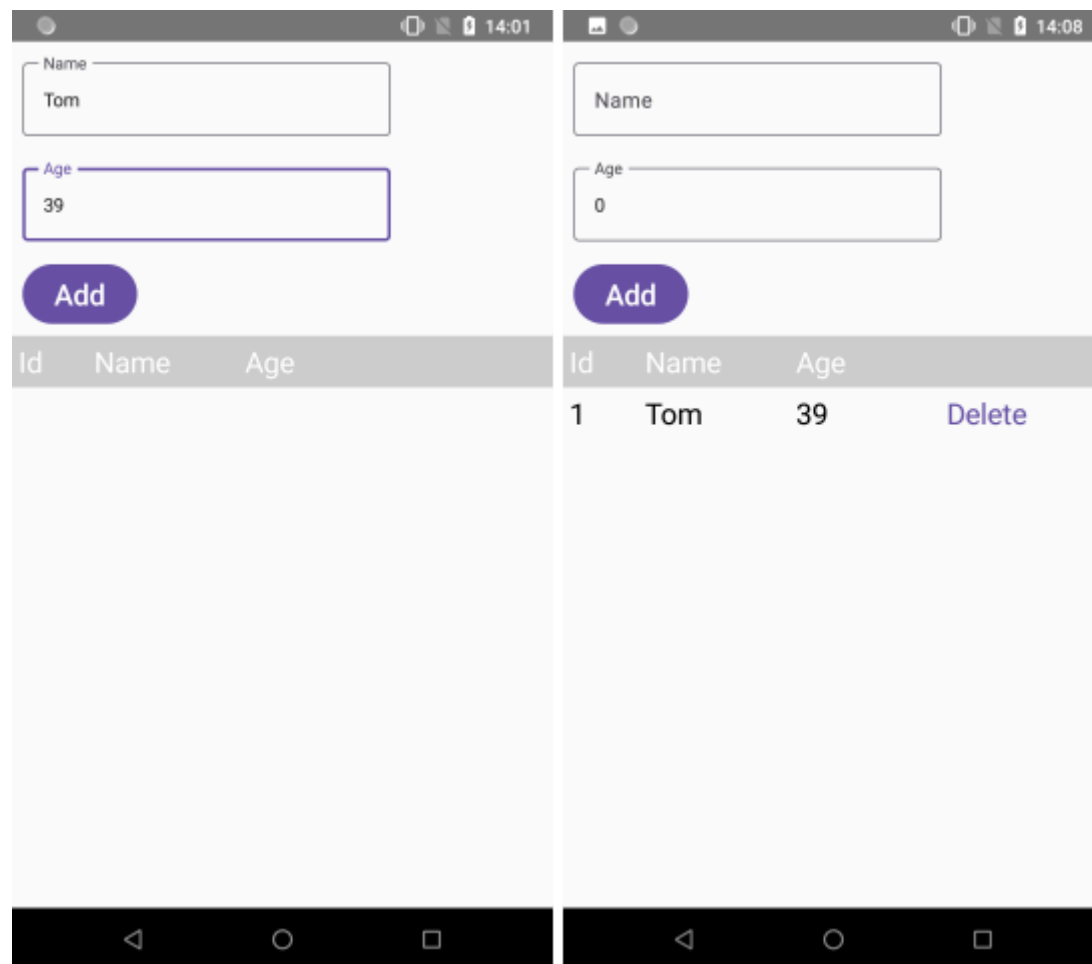 14:01
Name
Tom
Age
39
Add
Id Name Age
14:08
Name
Age
0
Add
Id Name Age
1 Tom 39 Delete